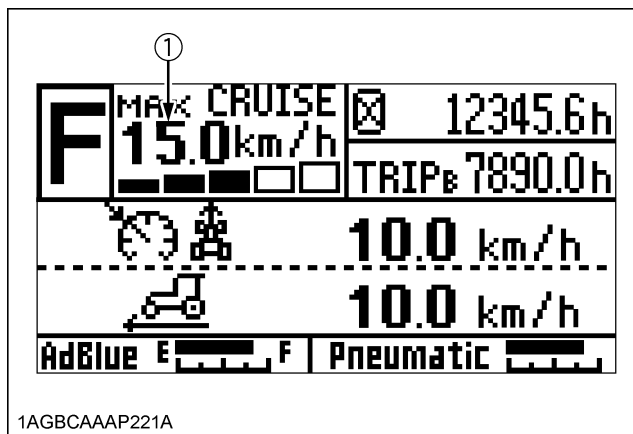 1
F
MAX CRUISE
15.0km/h
12345.6h
TRIPB 7890.0h
10.0 km/h
10.0 km/h
AdBlue E F Pneumatic
1AGBCAAAP221A